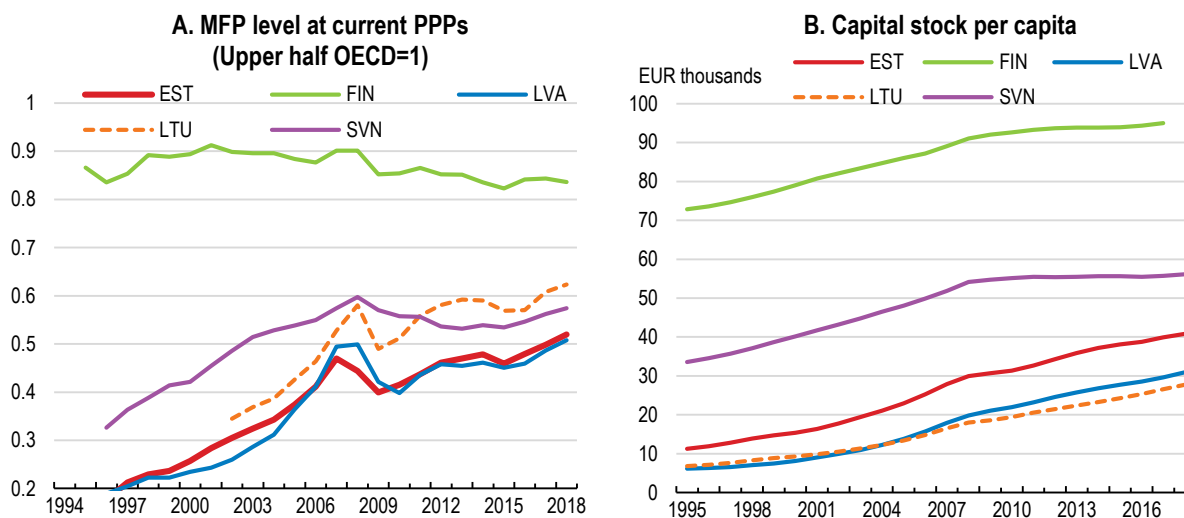 A. MFP level at current PPPs
(Upper half OECD=1)
EST FIN LVA
LTU SVN
1
0.9
0.8
0.7
0.6
0.5
0.4
0.3
0.2
1994 1997 2000 2003 2006 2009 2012 2015 2018
B. Capital stock per capita
EUR thousands
EST FIN LVA
LTU SVN
100
90
80
70
60
50
40
30
20
10
0
1995 1998 2001 2004 2007 2010 2013 2016